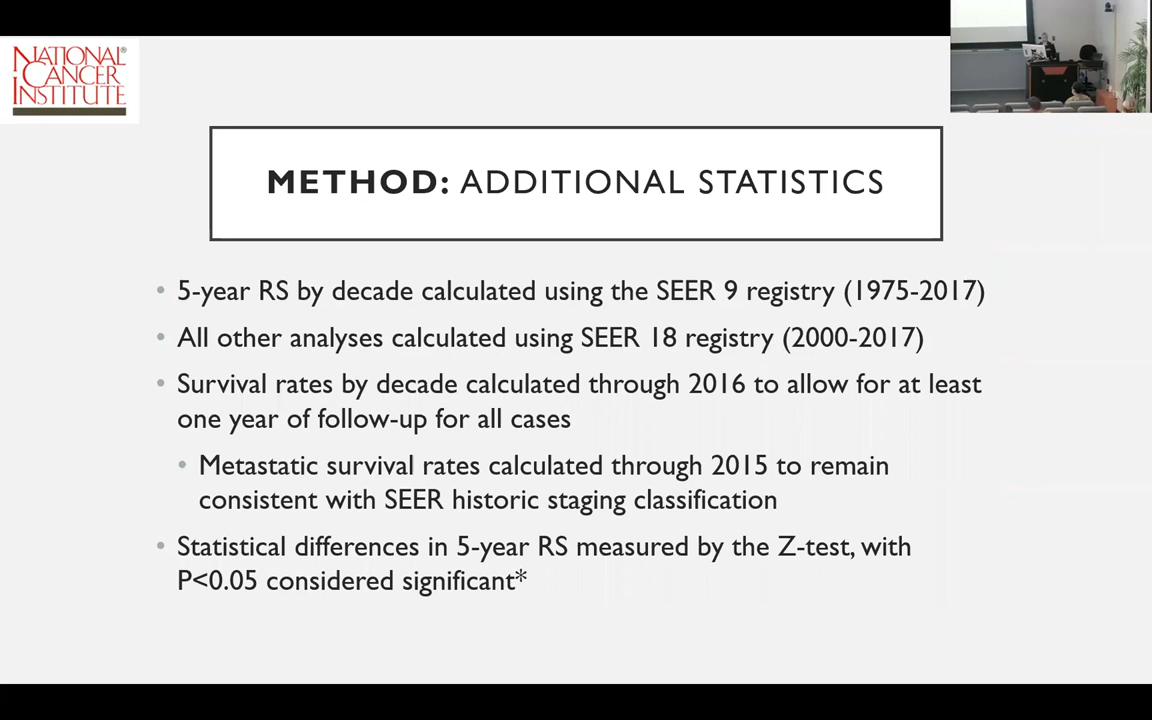 NATIONAL®
CANCER
INSTITUTE
METHOD: ADDITIONAL STATISTICS
• 5-year RS by decade calculated using the SEER 9 registry (1975-2017)
• All other analyses calculated using SEER 18 registry (2000-2017)
• Survival rates by decade calculated through 2016 to allow for at least
one year of follow-up for all cases
• Metastatic survival rates calculated through 2015 to remain
consistent with SEER historic staging classification
• Statistical differences in 5-year RS measured by the Z-test, with
P<0.05 considered significant*